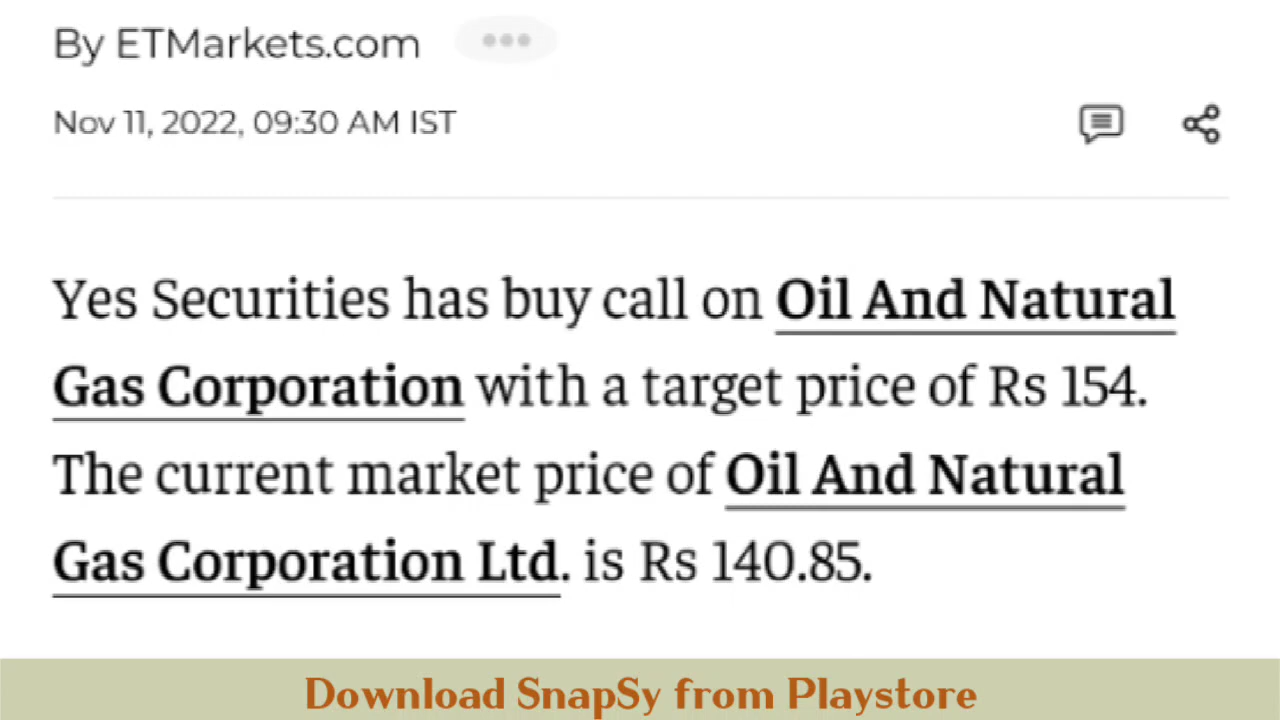 By ETMarkets.com
Nov 11, 2022, 09:30 AM IST
Yes Securities has buy call on Oil And Natural
Gas Corporation with a target price of Rs 154.
The current market price of Oil And Natural
Gas Corporation Ltd. is Rs 140.85.
Download SnapSy from Playstore